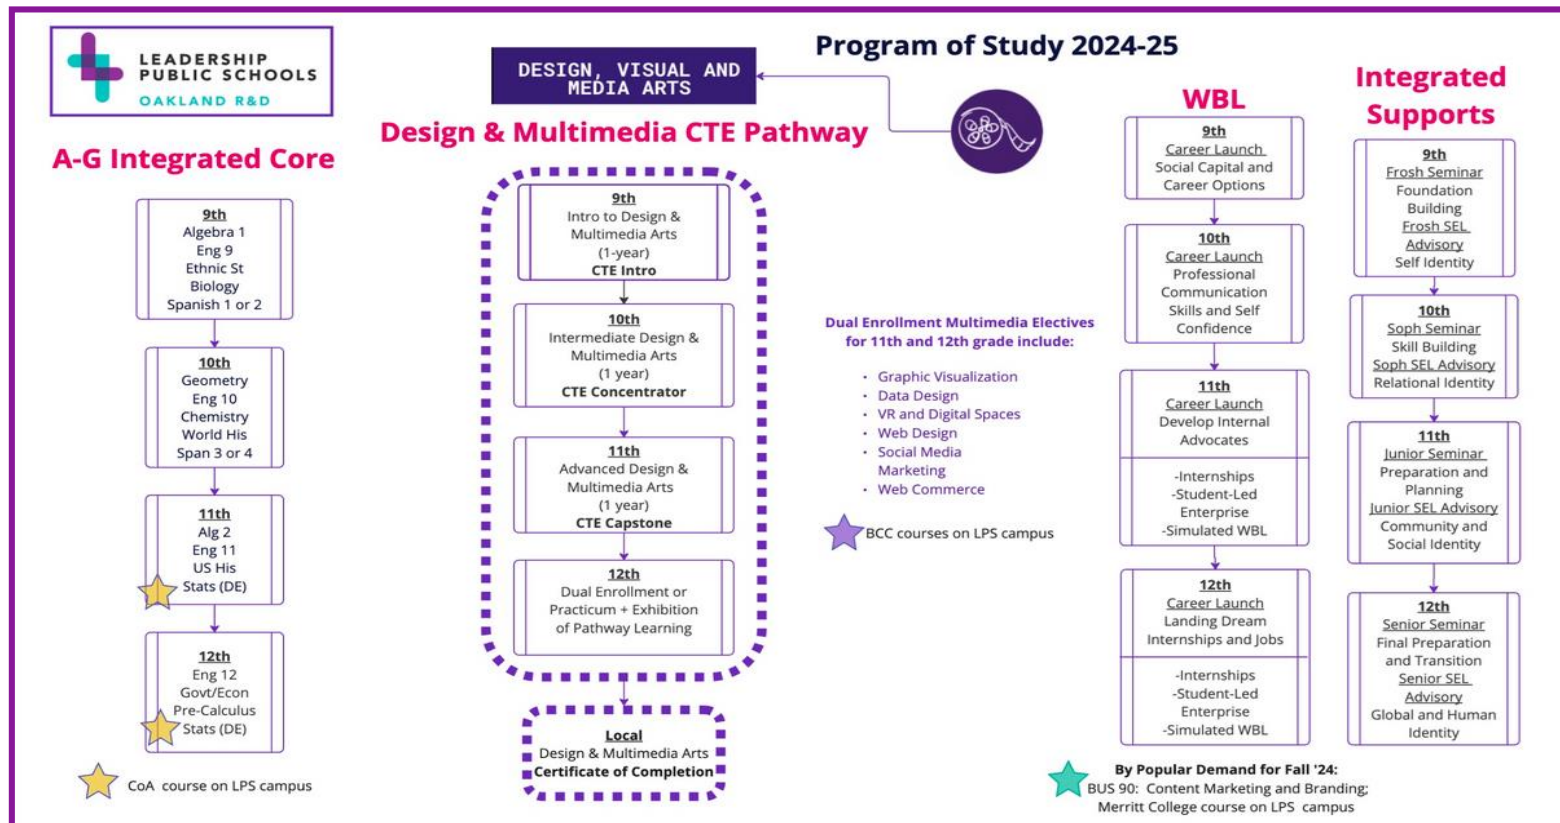 LEADERSHIP
PUBLIC SCHOOLS
OAKLAND R&D
Program of Study 2024-25
DESIGN, VISUAL AND
MEDIA ARTS
A-G Integrated Core
9th
Algebra 1
Eng 9
Ethnic St
Biology
Spanish 1 or 2
10th
Geometry
Eng 10
Chemistry
World His
Span 3 or 4
11th
Alg 2
Eng 11
US His
Stats (DE)
12th
Eng 12
Govt/Econ
Pre-Calculus
Stats (DE)
CoA course on LPS campus
Design & Multimedia CTE Pathway
9th
Intro to Design &
Multimedia Arts
(1-year)
CTE Intro
10th
Intermediate Design &
Multimedia Arts
(1 year)
CTE Concentrator
11th
Advanced Design &
Multimedia Arts
(1 year)
CTE Capstone
12th
Dual Enrollment or
Practicum + Exhibition
of Pathway Learning
Local
Design & Multimedia Arts
Certificate of Completion
Dual Enrollment Multimedia Electives
for 11th and 12th grade include:
• Graphic Visualization
• Data Design
• VR and Digital Spaces
• Web Design
• Social Media
Marketing
• Web Commerce
BCC courses on LPS campus
WBL
9th
Career Launch
Social Capital and
Career Options
10th
Career Launch
Professional
Communication
Skills and Self
Confidence
11th
Career Launch
Develop Internal
Advocates
-Internships
-Student-Led
Enterprise
-Simulated WBL
12th
Career Launch
Landing Dream
Internships and Jobs
-Internships
-Student-Led
Enterprise
-Simulated WBL
By Popular Demand for Fall '24:
BUS 90: Content Marketing and Branding;
Merritt College course on LPS campus
Integrated
Supports
9th
Frosh Seminar
Foundation
Building
Frosh SEL
Advisory
Self Identity
10th
Soph Seminar
Skill Building
Soph SEL Advisory
Relational Identity
11th
Junior Seminar
Preparation and
Planning
Junior SEL Advisory
Community and
Social Identity
12th
Senior Seminar
Final Preparation
and Transition
Senior SEL
Advisory
Global and Human
Identity